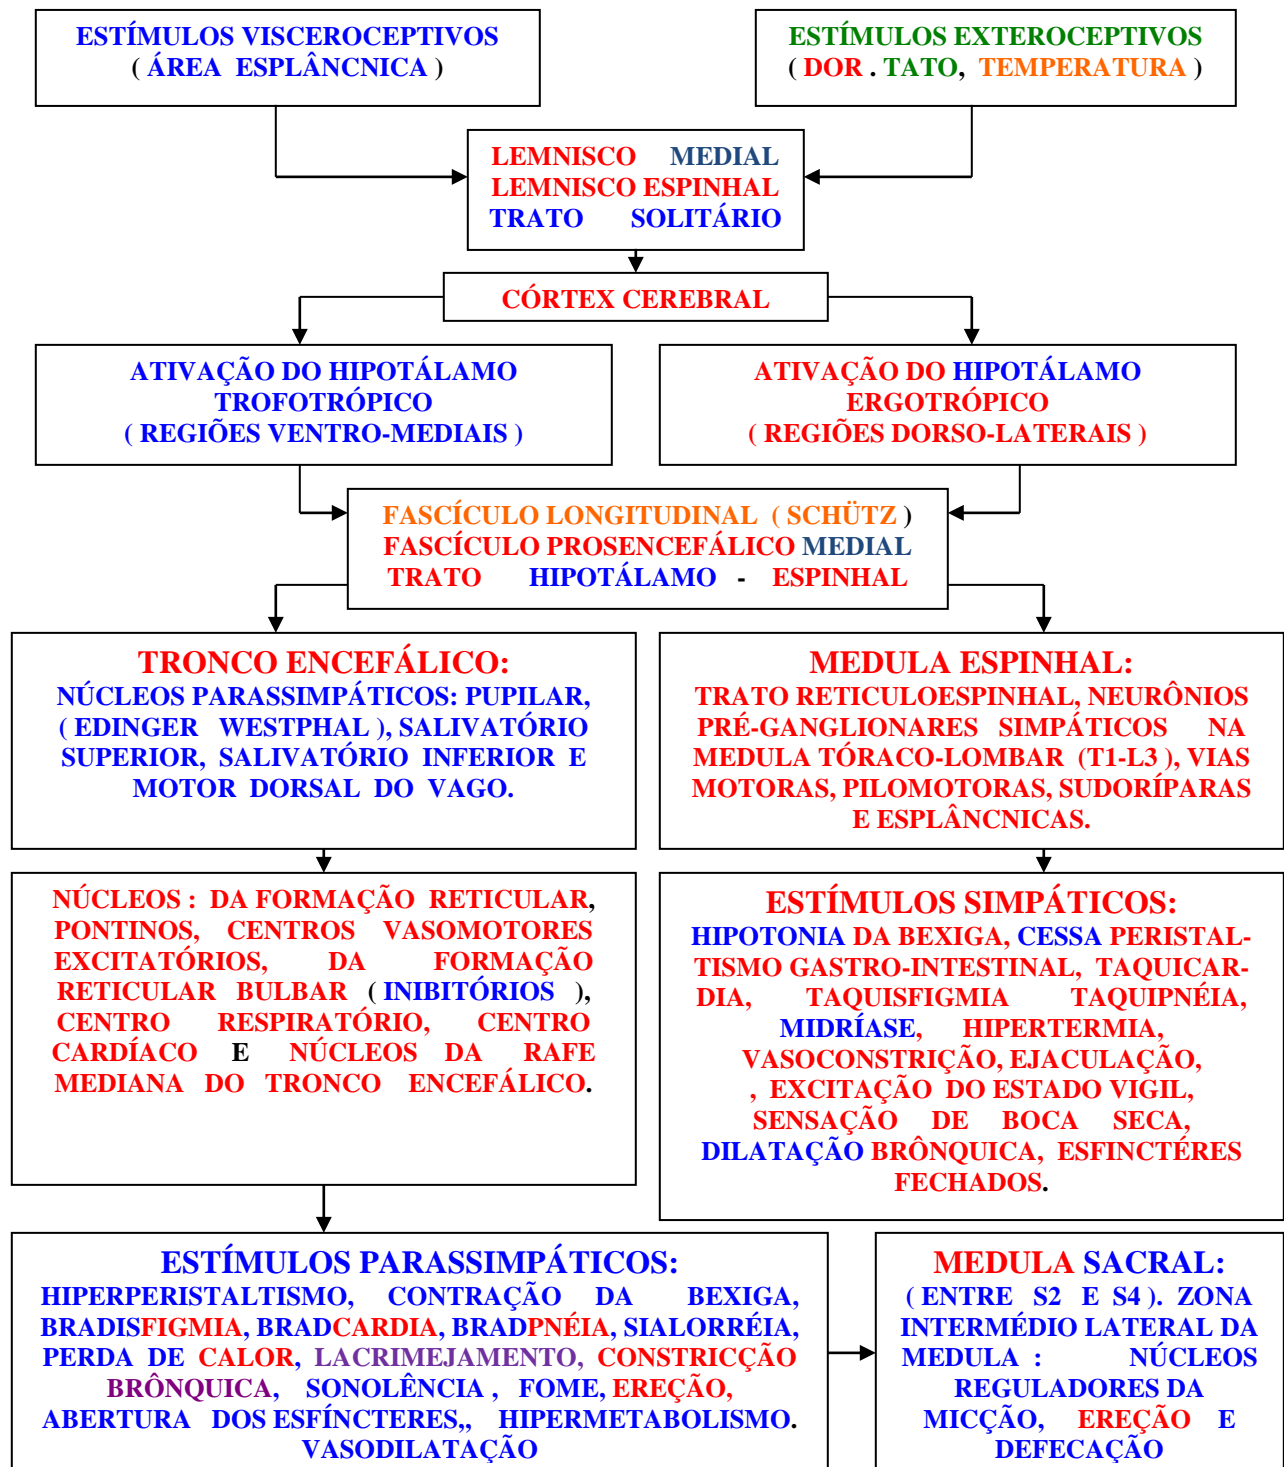 ESTÍMULOS VISCEROCEPTIVOS
( ÁREA ESPLÂNCNICA )
ESTÍMULOS EXTEROCEPTIVOS
( DOR . TATO, TEMPERATURA )
LEMNISCO MEDIAL
LEMNISCO ESPINHAL
TRATO SOLITÁRIO
CÓRTEX CEREBRAL
ATIVAÇÃO DO HIPOTÁLAMO
TROFOTRÓPICO
( REGIÕES VENTRO-MEDIAIS )
ATIVAÇÃO DO HIPOTÁLAMO
ERGOTRÓPICO
( REGIÕES DORSO-LATERAIS )
FASCÍCULO LONGITUDINAL ( SCHÜTZ )
FASCÍCULO PROSENCEFÁLICO MEDIAL
TRATO HIPOTÁLAMO - ESPINHAL
TRONCO ENCEFÁLICO:
NÚCLEOS PARASSIMPÁTICOS: PUPILAR,
( EDINGER WESTPHAL ), SALIVATÓRIO
SUPERIOR, SALIVATÓRIO INFERIOR E
MOTOR DORSAL DO VAGO.
MEDULA ESPINHAL:
TRATO RETICULOESPINHAL, NEURÔNIOS
PRÉ-GANGLIONARES SIMPÁTICOS NA
MEDULA TÓRACO-LOMBAR (T1-L3 ), VIAS
MOTORAS, PILOMOTORAS, SUDORÍPARAS
E ESPLÂNCNICAS.
NÚCLEOS : DA FORMAÇÃO RETICULAR,
PONTINOS, CENTROS VASOMOTORES
EXCITATÓRIOS, DA FORMAÇÃO
RETICULAR BULBAR ( INIBITÓRIOS ),
CENTRO RESPIRATÓRIO, CENTRO
CARDÍACO E NÚCLEOS DA RAFE
MEDIANA DO TRONCO ENCEFÁLICO.
ESTÍMULOS SIMPÁTICOS:
HIPOTONIA DA BEXIGA, CESSA PERISTAL-
TISMO GASTRO-INTESTINAL, TAQUICAR-
DIA, TAQUISFIGMIA TAQUIPNÉIA,
MIDRÍASE, HIPERTERMIA,
VASOCONSTRIÇÃO, EJACULAÇÃO,
, EXCITAÇÃO DO ESTADO VIGIL,
SENSAÇÃO DE BOCA SECA,
DILATAÇÃO BRÔNQUICA, ESFINCTÉRES
FECHADOS.
ESTÍMULOS PARASSIMPÁTICOS:
HIPERPERISTALTISMO, CONTRAÇÃO DA BEXIGA,
BRADISFIGMIA, BRADCARDIA, BRADPNÉIA, SIALORRÉIA,
PERDA DE CALOR, LACRIMEJAMENTO, CONSTRICÇÃO
BRÔNQUICA, SONOLÊNCIA , FOME, EREÇÃO,
ABERTURA DOS ESFÍNCTERES,, HIPERMETABOLISMO.
VASODILATAÇÃO
MEDULA SACRAL:
( ENTRE S2 E S4 ). ZONA
INTERMÉDIO LATERAL DA
MEDULA : NÚCLEOS
REGULADORES DA
MICÇÃO, EREÇÃO E
DEFECAÇÃO